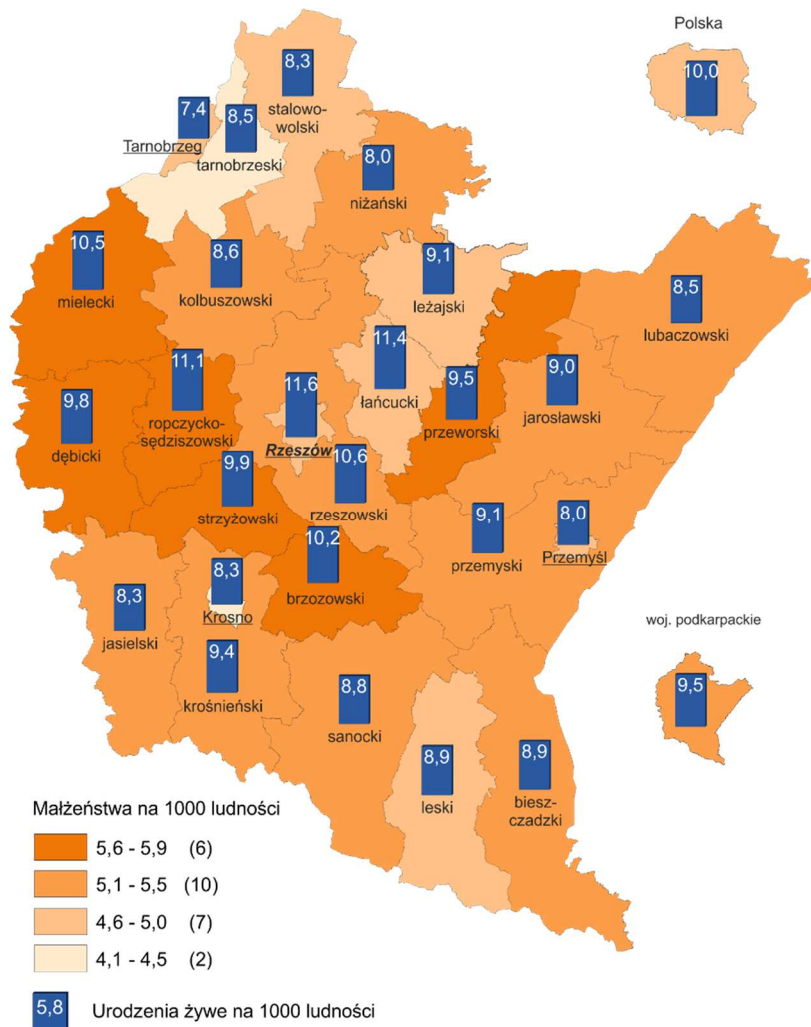 Polska
10,0
8,3
stalowo-
wolski
7,4
Tarnobrzeg
8,5
tarnobrzeski
8,0
niżański
10,5
mielecki
8,6
kolbuszowski
9,1
leżajski
8,5
lubaczowski
11,1
ropczycko-
sędziszowski
11,4
łańcucki
9,5
przeworski
9,0
jarosławski
9,8
dębicki
11,6
Rzeszów
9,9
strzyżowski
10,6
rzeszowski
9,1
przemyski
8,0
Przemyśl
10,2
brzozowski
8,3
jasielski
8,3
Krosno
woj. podkarpackie
9,5
9,4
krośnieński
8,8
sanocki
8,9
leski
8,9
biesz-
czadzki
Małżeństwa na 1000 ludności
5,6 - 5,9 (6)
5,1 - 5,5 (10)
4,6 - 5,0 (7)
4,1 - 4,5 (2)
5,8 Urodzenia żywe na 1000 ludności